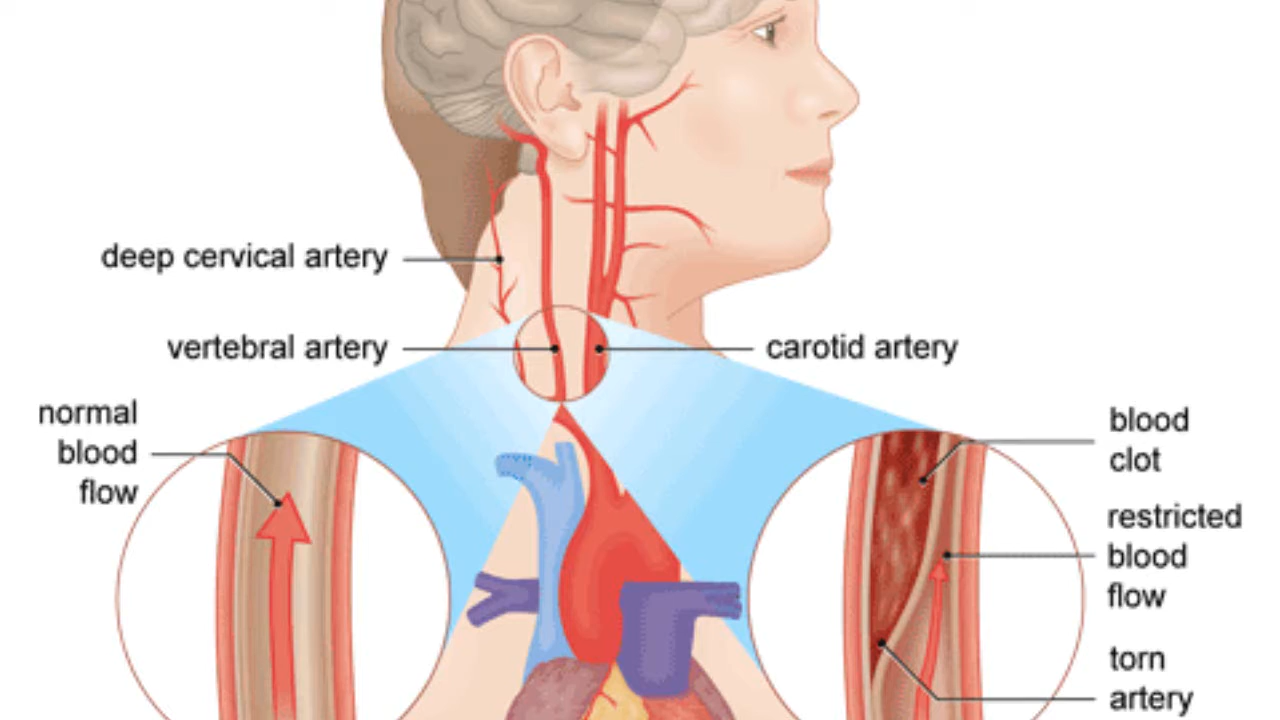 deep cervical artery
vertebral artery
carotid artery
normal
blood
flow
blood
clot
restricted
blood
flow
torn
artery